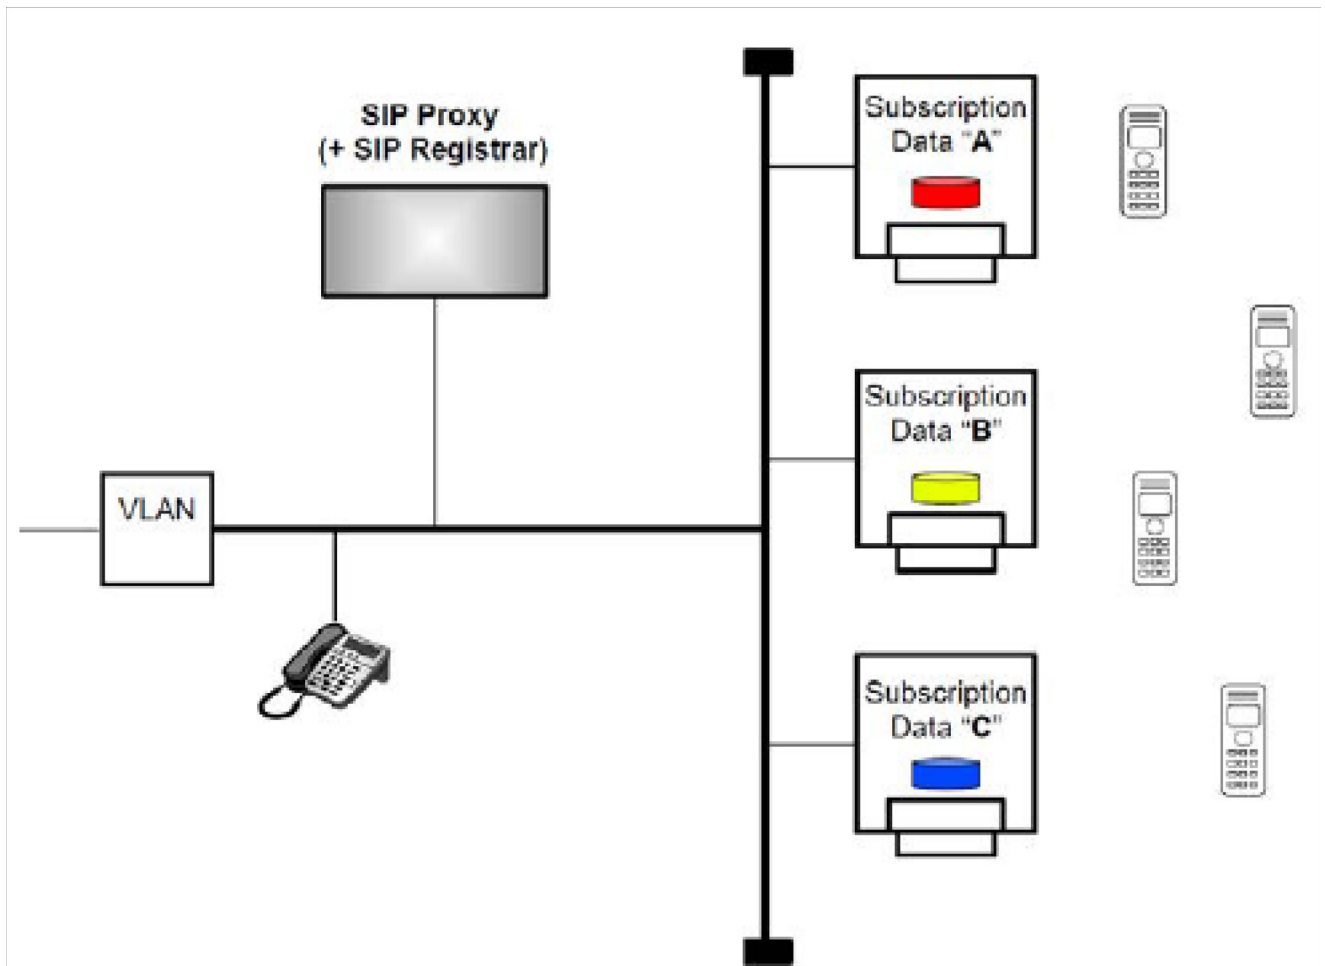 SIP Proxy
(+ SIP Registrar)
Subscription
Data “A”
Subscription
Data “B”
VLAN
Subscription
Data “C”